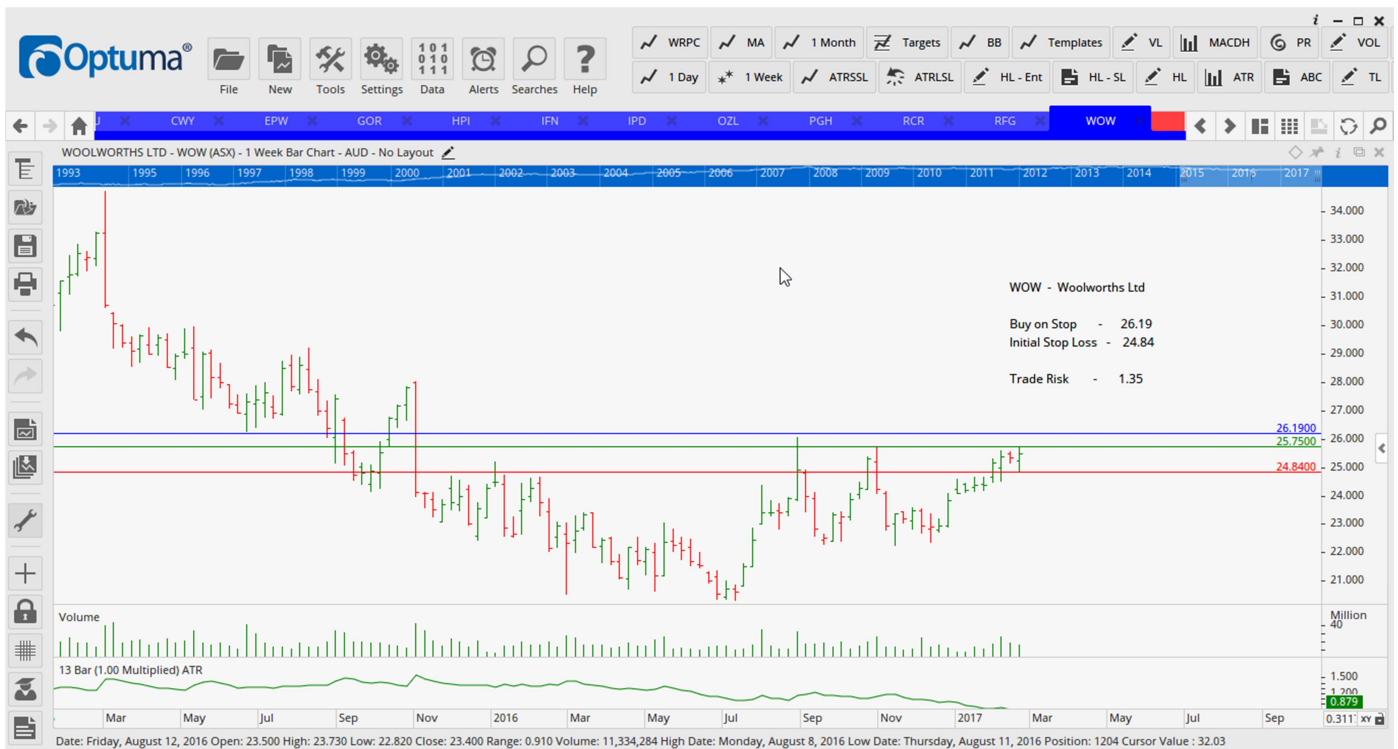 Optuma®
File New Tools Settings Data Alerts Searches Help
WRPC MA 1 Month Targets BB Templates VL MACDH PR VOL
1 Day 1 Week ATRSSL ATRLSL HL - Ent HL - SL HL ATR ABC TL
CWY EPW GOR HPI IFN IPD OZL PGH RCR RFG WOW
WOOLWORTHS LTD - WOW (ASX) - 1 Week Bar Chart - AUD - No Layout
1993 1995 1996 1997 1998 1999 2000 2001 2002 2003 2004 2005 2006 2007 2008 2009 2010 2011 2012 2013 2014 2015 2016 2017
34.000
33.000
32.000
WOW - Woolworths Ltd
31.000
Buy on Stop - 26.19
30.000
Initial Stop Loss - 24.84
29.000
Trade Risk - 1.35
28.000
27.000
26.1900
26.000
25.7500
25.000
24.8400
24.000
23.000
22.000
21.000
Volume
Million
40
13 Bar (1.00 Multiplied) ATR
1.500
1.200
0.879
Mar May Jul Sep Nov 2016 Mar May Jul Sep Nov 2017 Mar May Jul Sep
XY
Date: Friday, August 12, 2016 Open: 23.500 High: 23.730 Low: 22.820 Close: 23.400 Range: 0.910 Volume: 11,334,284 High Date: Monday, August 8, 2016 Low Date: Thursday, August 11, 2016 Position: 1204 Cursor Value : 32.03